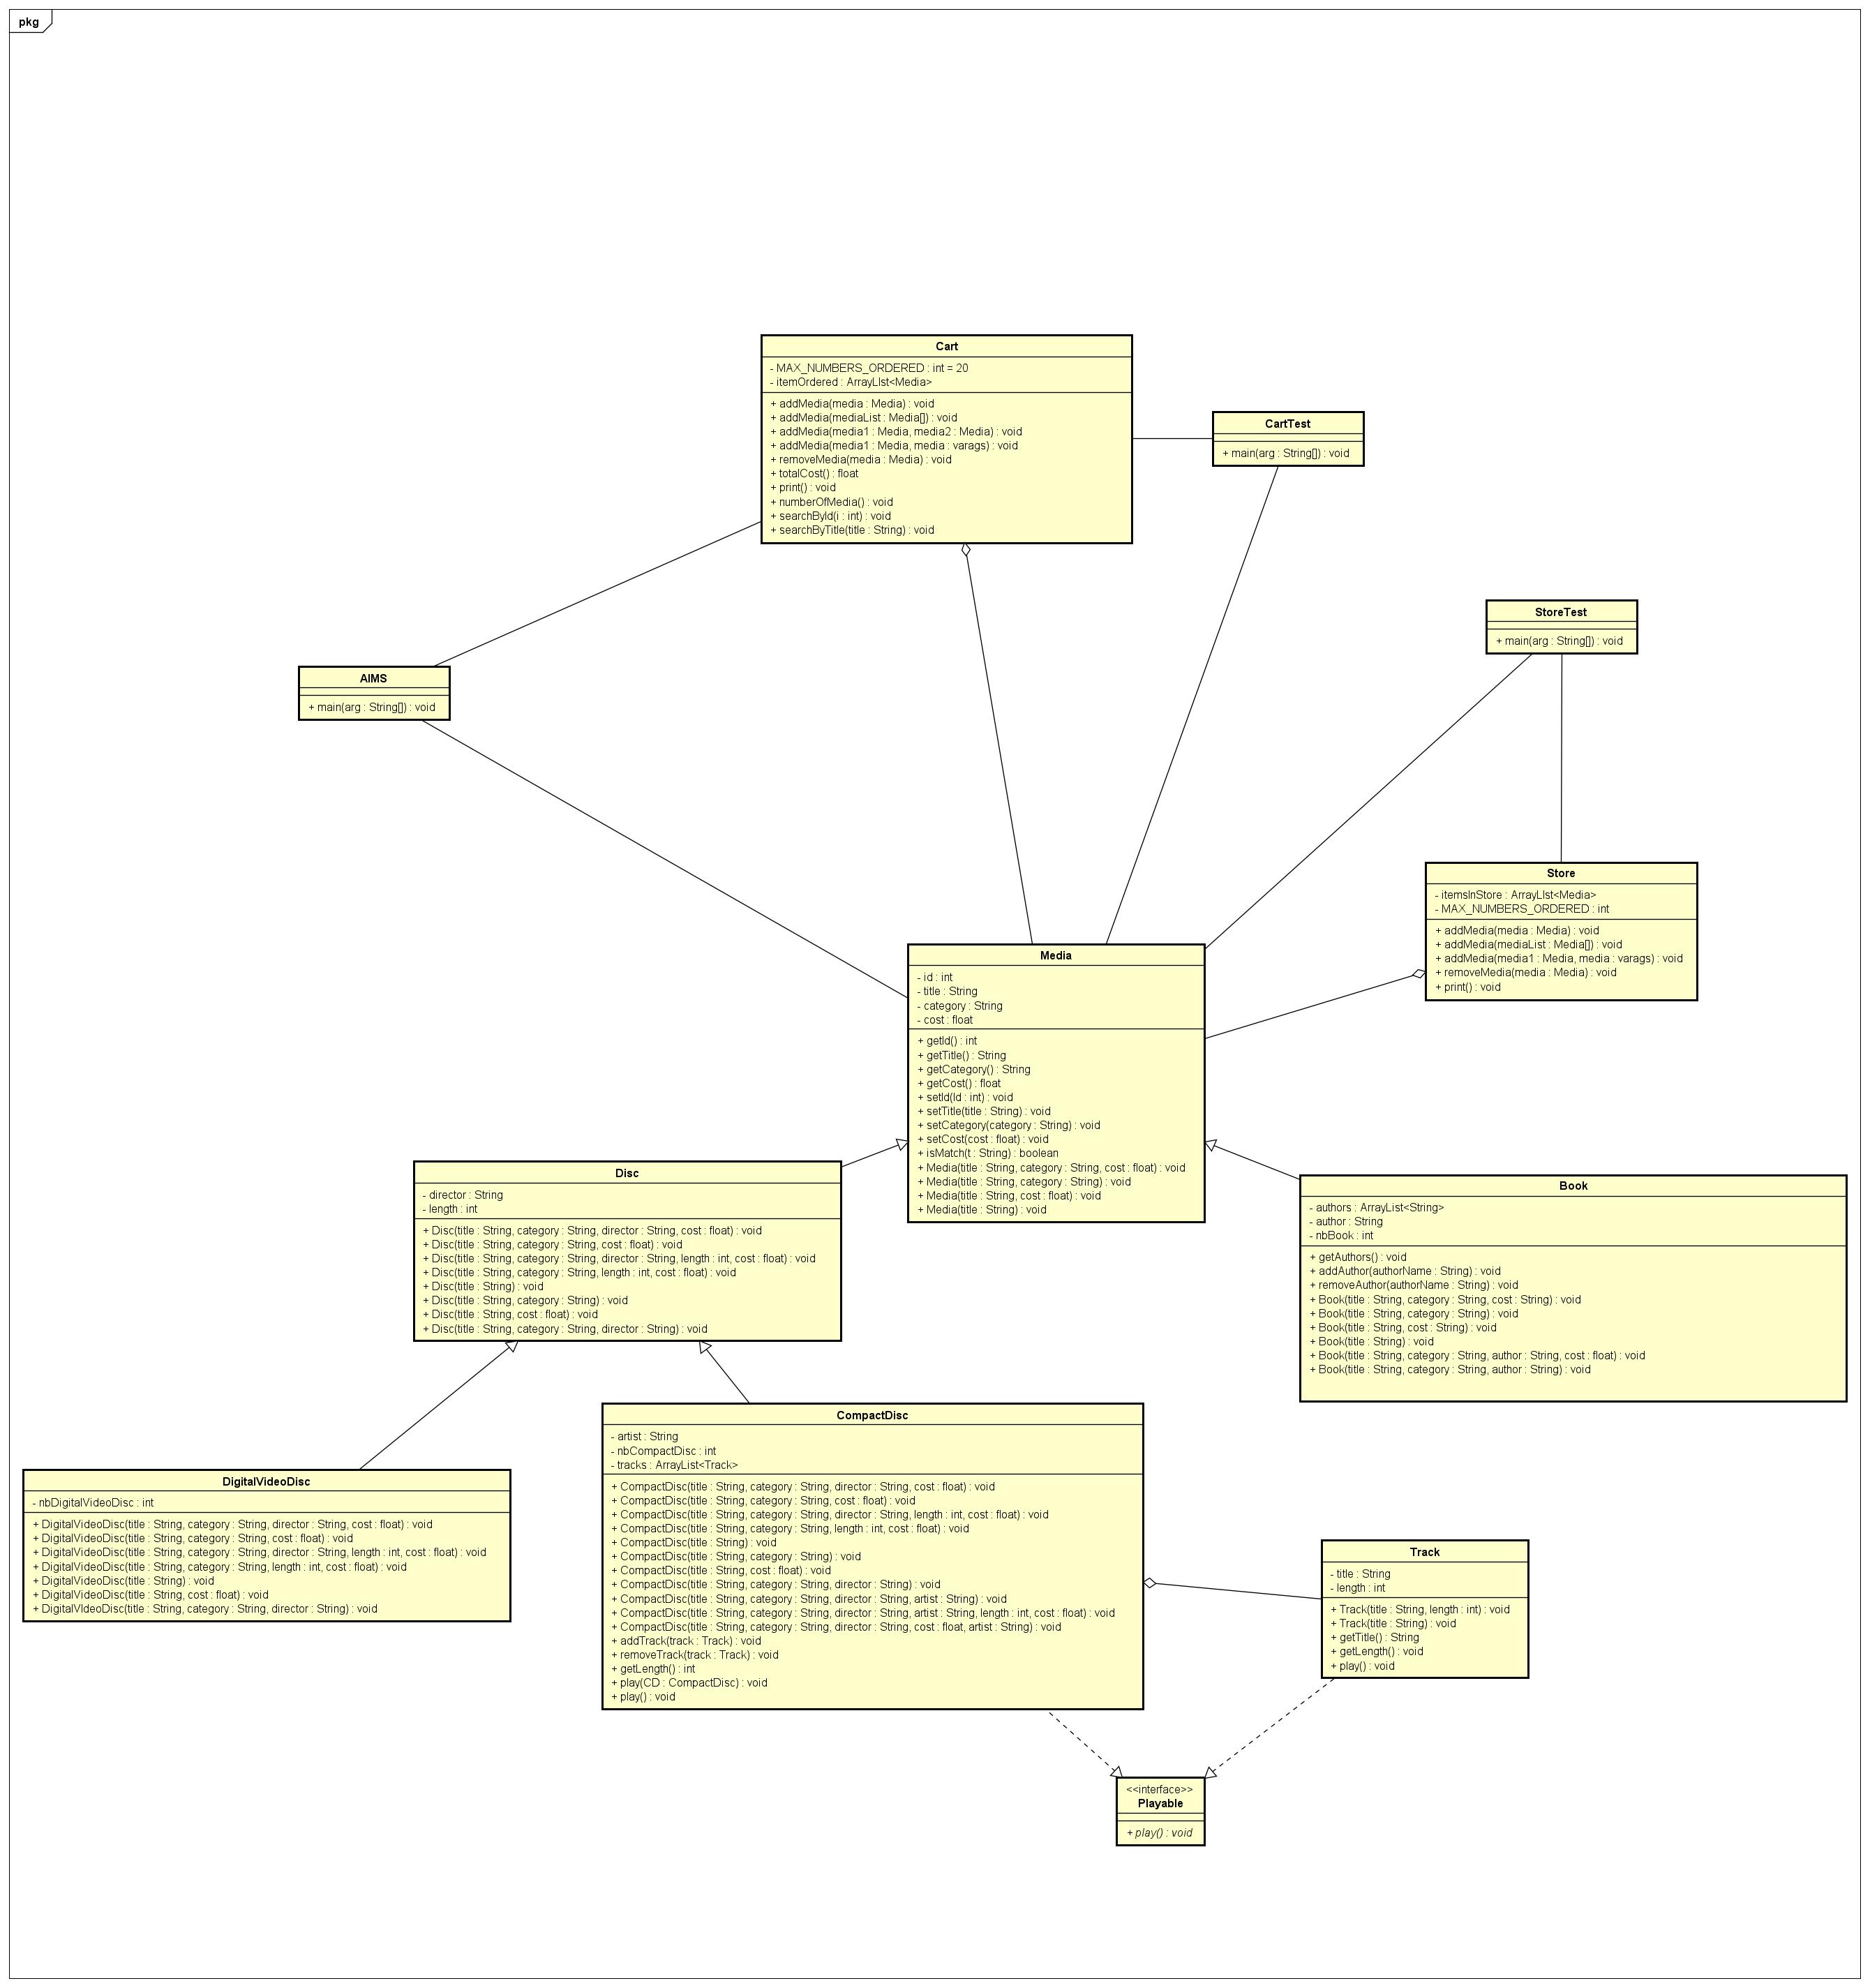 pkg
Cart
- MAX_NUMBERS_ORDERED : int = 20
- itemOrdered : ArrayLIst<Media>
+ addMedia(media : Media) : void
+ addMedia(mediaList : Media[]) : void
+ addMedia(media1 : Media, media2 : Media) : void
+ addMedia(media1 : Media, media : varags) : void
+ removeMedia(media : Media) : void
+ totalCost() : float
+ print() : void
+ numberOfMedia() : void
+ searchById(i : int) : void
+ searchByTitle(title : String) : void
CartTest
+ main(arg : String[]) : void
StoreTest
+ main(arg : String[]) : void
AIMS
+ main(arg : String[]) : void
Store
- itemsInStore : ArrayLIst<Media>
- MAX_NUMBERS_ORDERED : int
+ addMedia(media : Media) : void
+ addMedia(mediaList : Media[]) : void
+ addMedia(media1 : Media, media : varags) : void
+ removeMedia(media : Media) : void
+ print() : void
Media
- id : int
- title : String
- category : String
- cost : float
+ getId() : int
+ getTitle() : String
+ getCategory() : String
+ getCost() : float
+ setId(Id : int) : void
+ setTitle(title : String) : void
+ setCategory(category : String) : void
+ setCost(cost : float) : void
+ isMatch(t : String) : boolean
+ Media(title : String, category : String, cost : float) : void
+ Media(title : String, category : String) : void
+ Media(title : String, cost : float) : void
+ Media(title : String) : void
Disc
- director : String
- length : int
+ Disc(title : String, category : String, director : String, cost : float) : void
+ Disc(title : String, category : String, cost : float) : void
+ Disc(title : String, category : String, director : String, length : int, cost : float) : void
+ Disc(title : String, category : String, length : int, cost : float) : void
+ Disc(title : String) : void
+ Disc(title : String, category : String) : void
+ Disc(title : String, cost : float) : void
+ Disc(title : String, category : String, director : String) : void
Book
- authors : ArrayList<String>
- author : String
- nbBook : int
+ getAuthors() : void
+ addAuthor(authorName : String) : void
+ removeAuthor(authorName : String) : void
+ Book(title : String, category : String, cost : String) : void
+ Book(title : String, category : String) : void
+ Book(title : String, cost : String) : void
+ Book(title : String) : void
+ Book(title : String, category : String, author : String, cost : float) : void
+ Book(title : String, category : String, author : String) : void
CompactDisc
- artist : String
- nbCompactDisc : int
- tracks : ArrayList<Track>
+ CompactDisc(title : String, category : String, director : String, cost : float) : void
+ CompactDisc(title : String, category : String, cost : float) : void
+ CompactDisc(title : String, category : String, director : String, length : int, cost : float) : void
+ CompactDisc(title : String, category : String, length : int, cost : float) : void
+ CompactDisc(title : String) : void
+ CompactDisc(title : String, category : String) : void
+ CompactDisc(title : String, cost : float) : void
+ CompactDisc(title : String, category : String, director : String) : void
+ CompactDisc(title : String, category : String, director : String, artist : String) : void
+ CompactDisc(title : String, category : String, director : String, artist : String, length : int, cost : float) : void
+ CompactDisc(title : String, category : String, director : String, cost : float, artist : String) : void
+ addTrack(track : Track) : void
+ removeTrack(track : Track) : void
+ getLength() : int
+ play(CD : CompactDisc) : void
+ play() : void
DigitalVideoDisc
- nbDigitalVideoDisc : int
+ DigitalVideoDisc(title : String, category : String, director : String, cost : float) : void
+ DigitalVideoDisc(title : String, category : String, cost : float) : void
+ DigitalVideoDisc(title : String, category : String, director : String, length : int, cost : float) : void
+ DigitalVideoDisc(title : String, category : String, length : int, cost : float) : void
+ DigitalVideoDisc(title : String) : void
+ DigitalVideoDisc(title : String, cost : float) : void
+ DigitalVIdeoDisc(title : String, category : String, director : String) : void
Track
- title : String
- length : int
+ Track(title : String, length : int) : void
+ Track(title : String) : void
+ getTitle() : String
+ getLength() : void
+ play() : void
<<interface>>
Playable
+ play() : void